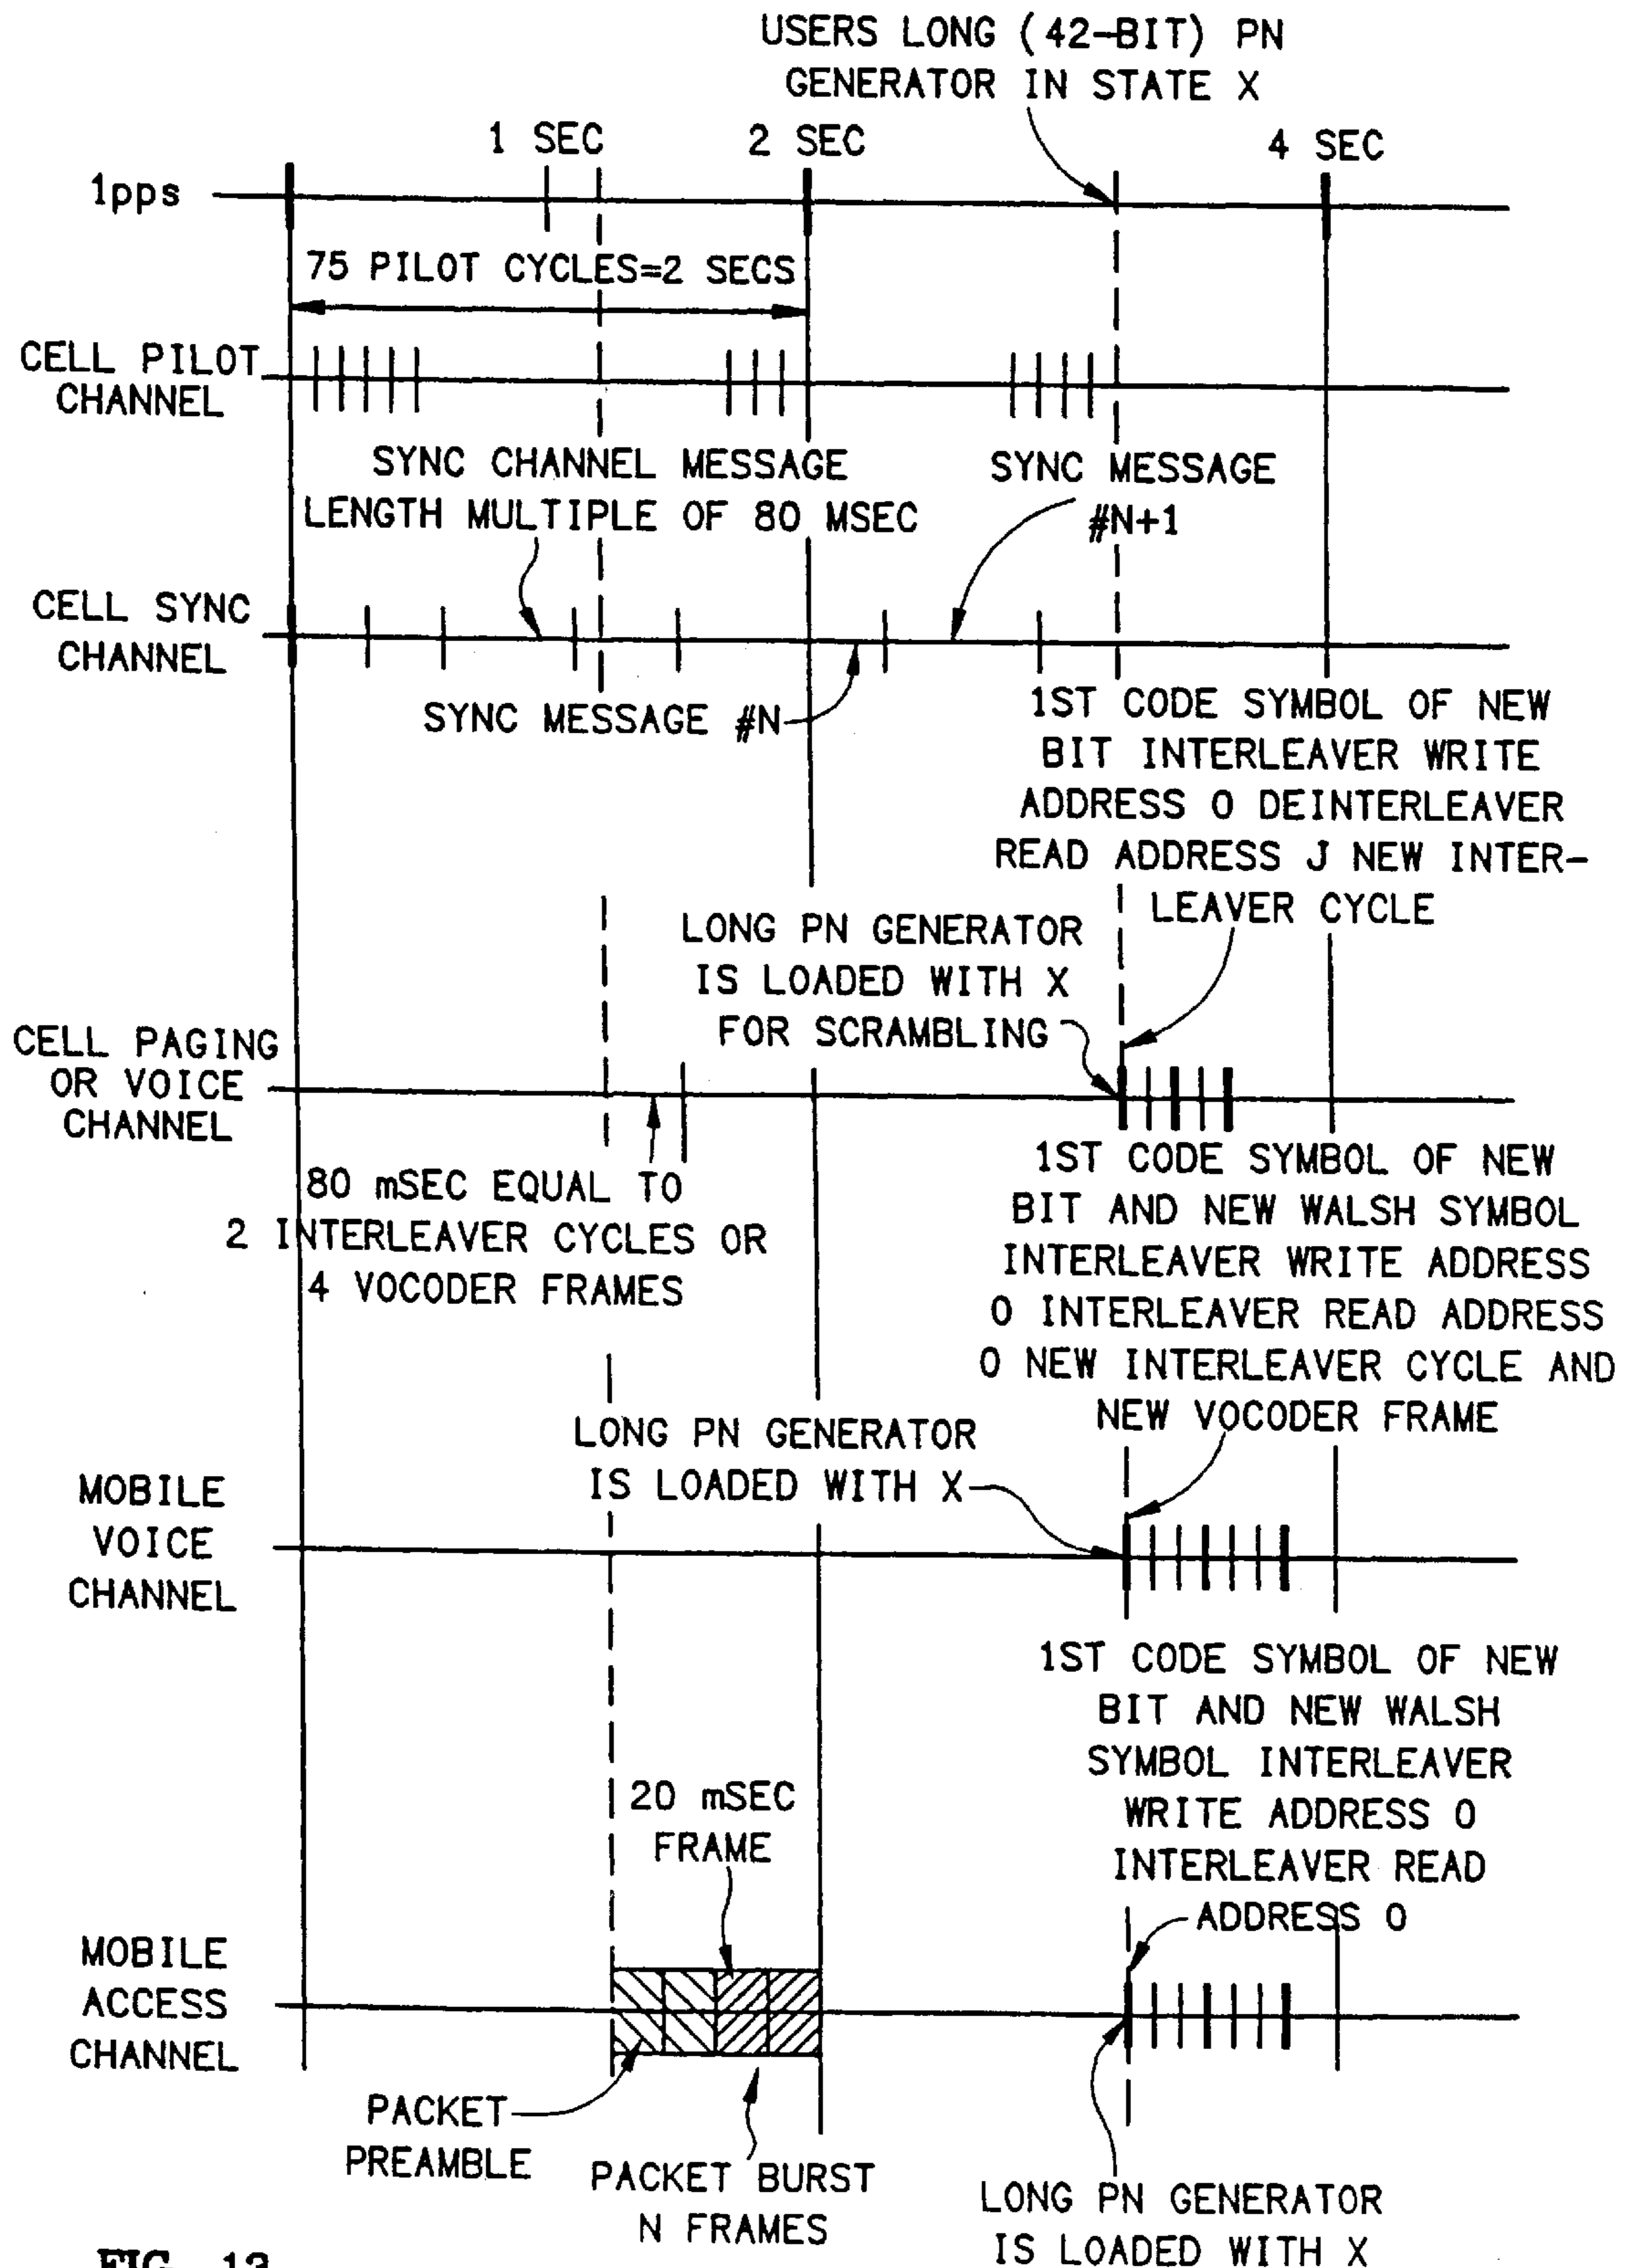 USERS LONG (42-BIT) PN
GENERATOR IN STATE X
1 SEC
2 SEC
4 SEC
1pps
75 PILOT CYCLES=2 SECS
CELL PILOT
CHANNEL
SYNC CHANNEL MESSAGE
LENGTH MULTIPLE OF 80 MSEC
SYNC MESSAGE
#N+1
CELL SYNC
CHANNEL
SYNC MESSAGE #N
1ST CODE SYMBOL OF NEW
BIT INTERLEAVER WRITE
ADDRESS 0 DEINTERLEAVER
READ ADDRESS J NEW INTER-
LEAVER CYCLE
LONG PN GENERATOR
IS LOADED WITH X
FOR SCRAMBLING
CELL PAGING
OR VOICE
CHANNEL
80 mSEC EQUAL TO
2 INTERLEAVER CYCLES OR
4 VOCODER FRAMES
1ST CODE SYMBOL OF NEW
BIT AND NEW WALSH SYMBOL
INTERLEAVER WRITE ADDRESS
0 INTERLEAVER READ ADDRESS
0 NEW INTERLEAVER CYCLE AND
NEW VOCODER FRAME
LONG PN GENERATOR
IS LOADED WITH X
MOBILE
VOICE
CHANNEL
1ST CODE SYMBOL OF NEW
BIT AND NEW WALSH
SYMBOL INTERLEAVER
WRITE ADDRESS 0
INTERLEAVER READ
ADDRESS 0
20 mSEC
FRAME
MOBILE
ACCESS
CHANNEL
PACKET
PREAMBLE
PACKET BURST
N FRAMES
LONG PN GENERATOR
IS LOADED WITH X
FIG. 13